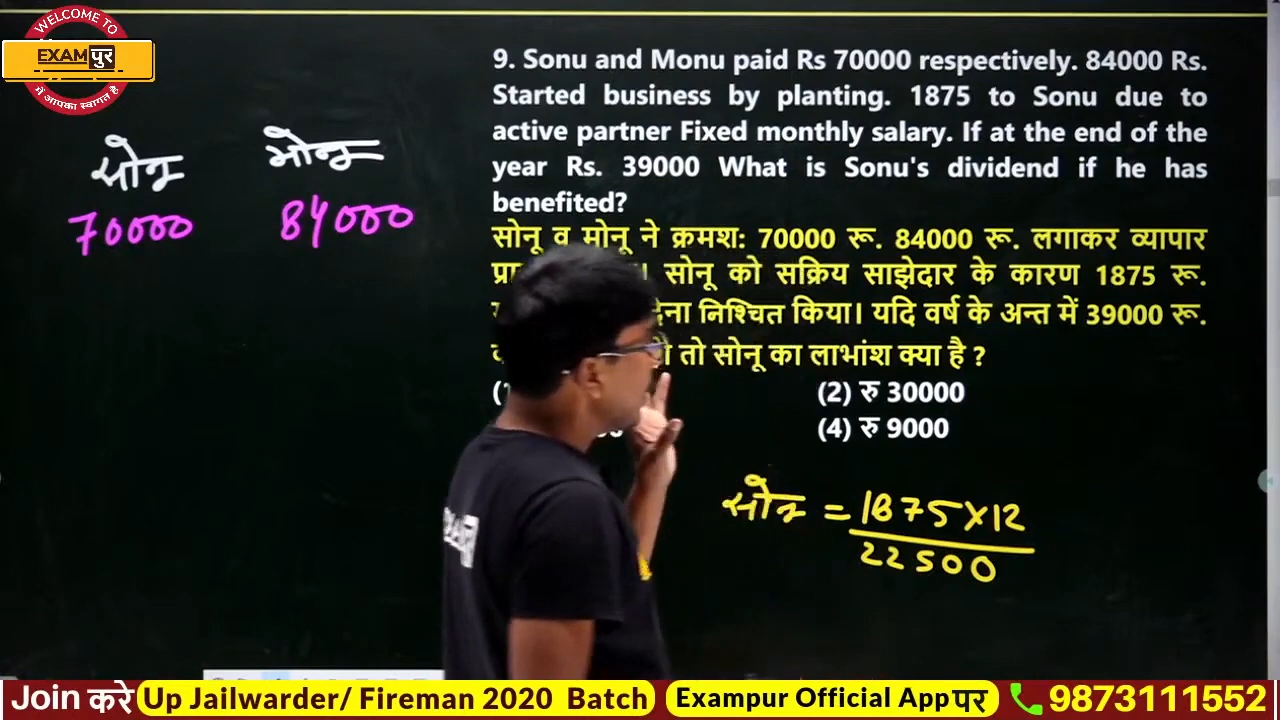 WELCOME TO
EXAM पुर
में आपका स्वागत है
9. Sonu and Monu paid Rs 70000 respectively. 84000 Rs.
Started business by planting. 1875 to Sonu due to
active partner Fixed monthly salary. If at the end of the
year Rs. 39000 What is Sonu's dividend if he has
benefited?
सोनू व मोनू ने क्रमश: 70000 रू. 84000 रू. लगाकर व्यापार
सोनू को सक्रिय साझेदार के कारण 1875 रू.
निश्चित किया। यदि वर्ष के अन्त में 39000 रू.
तो सोनू का लाभांश क्या है ?
(2) रु 30000
(4) रु 9000
सोनू मोनू
70000 84000
सोनू = 1875×12
22500
Join करे Up Jailwarder/ Fireman 2020 Batch Exampur Official App पर 9873111552